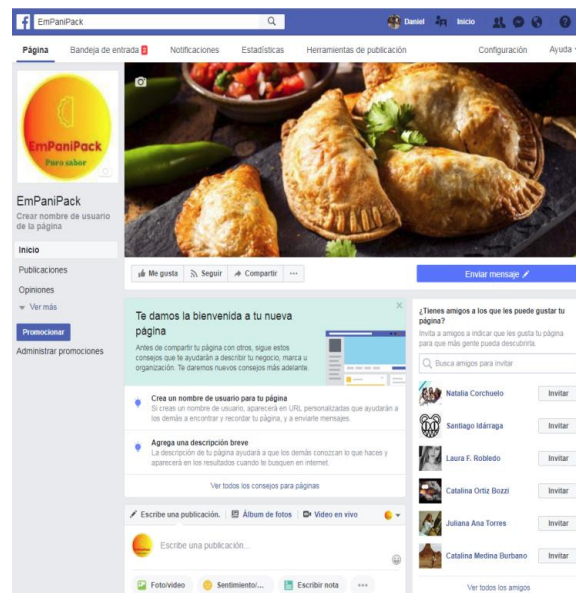 EmPaniPack
Daniel
Inicio
Página
Bandeja de entrada 2
Notificaciones
Estadísticas
Herramientas de publicación
Configuración
Ayuda
EmPaniPack
Puro sabor
EmPaniPack
Crear nombre de usuario
de la página
Inicio
Publicaciones
Opiniones
Ver más
Promocionar
Administrar promociones
Me gusta
Seguir
Compartir
Enviar mensaje
Te damos la bienvenida a tu nueva
página
Antes de compartir tu página con otros, sigue estos
consejos que te ayudarán a describir tu negocio, marca u
organización. Te daremos nuevos consejos más adelante.
Crea un nombre de usuario para tu página
Si creas un nombre de usuario, aparecerá en URL personalizadas que ayudarán a
los demás a encontrar y recordar tu página, y a enviarle mensajes.
Agrega una descripción breve
La descripción de tu página ayudará a que los demás conozcan lo que haces y
aparecerá en los resultados cuando te busquen en internet.
Ver todos los consejos para páginas
Escribe una publicación.
Álbum de fotos
Video en vivo
Escribe una publicación...
Foto/video
Sentimiento/...
Escribir nota
¿Tienes amigos a los que les puede gustar tu
página?
Invita a amigos a indicar que les gusta tu página
para que más gente pueda descubrirla.
Busca amigos para invitar
Natalia Corchuelo
Invitar
Santiago Idárraga
Invitar
Laura F. Robledo
Invitar
Catalina Ortiz Bozzi
Invitar
Juliana Ana Torres
Invitar
Catalina Medina Burbano
Invitar
Ver todos los amigos